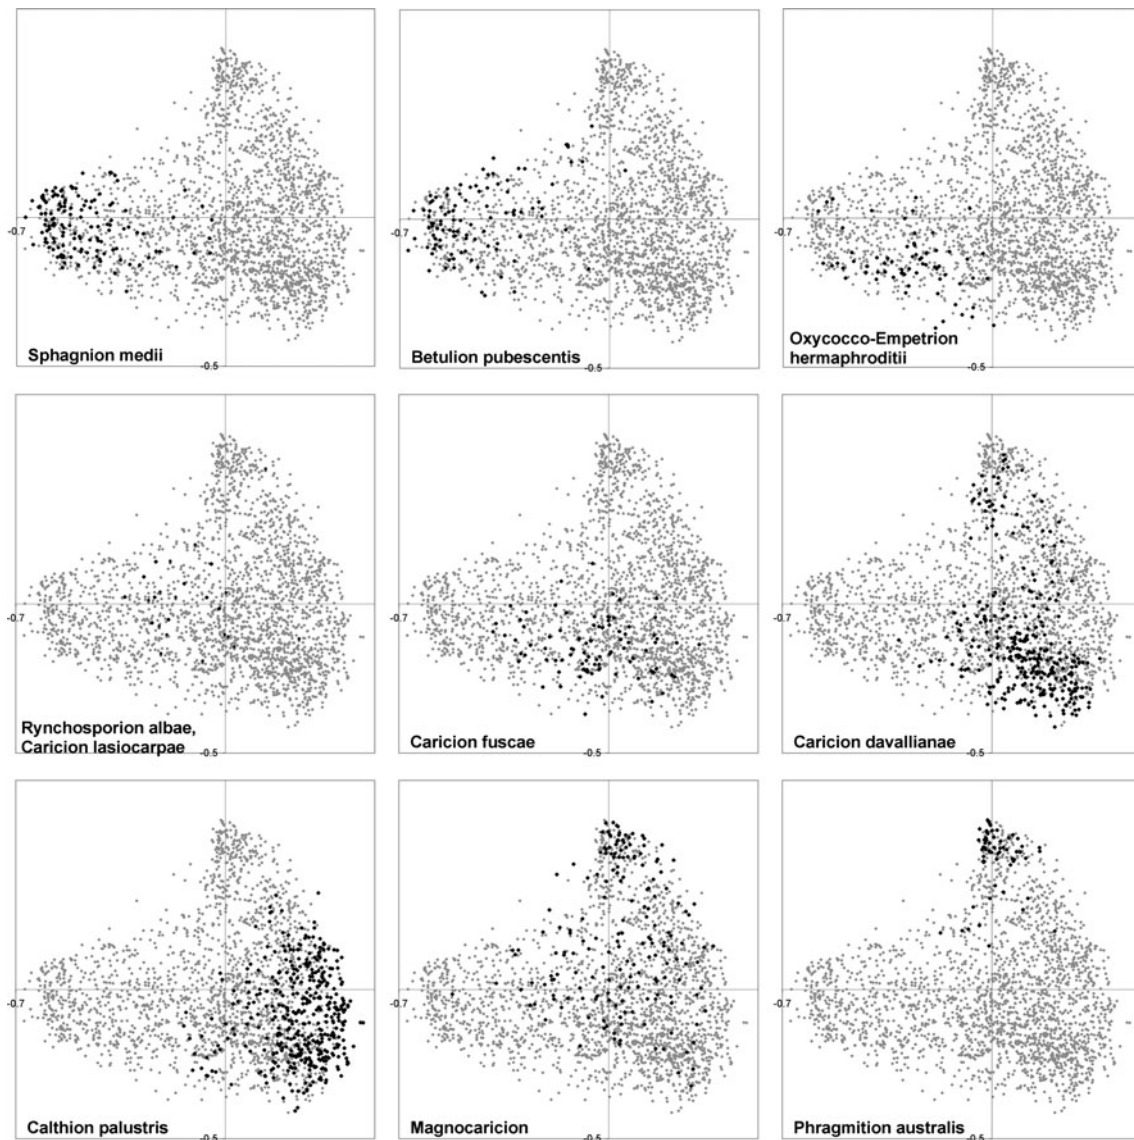 -0.7
-0.5
Sphagnion medii
-0.7
-0.5
Betulion pubescentis
-0.7
-0.5
Oxycocco-Empetrion
hermaphroditii
-0.7
-0.5
Rynchosporion albae,
Caricion lasiocarpae
-0.7
-0.5
Caricion fuscae
-0.7
-0.5
Caricion davallianae
-0.7
-0.5
Calthion palustris
-0.7
-0.5
Magnocaricion
-0.7
-0.5
Phragmition australis